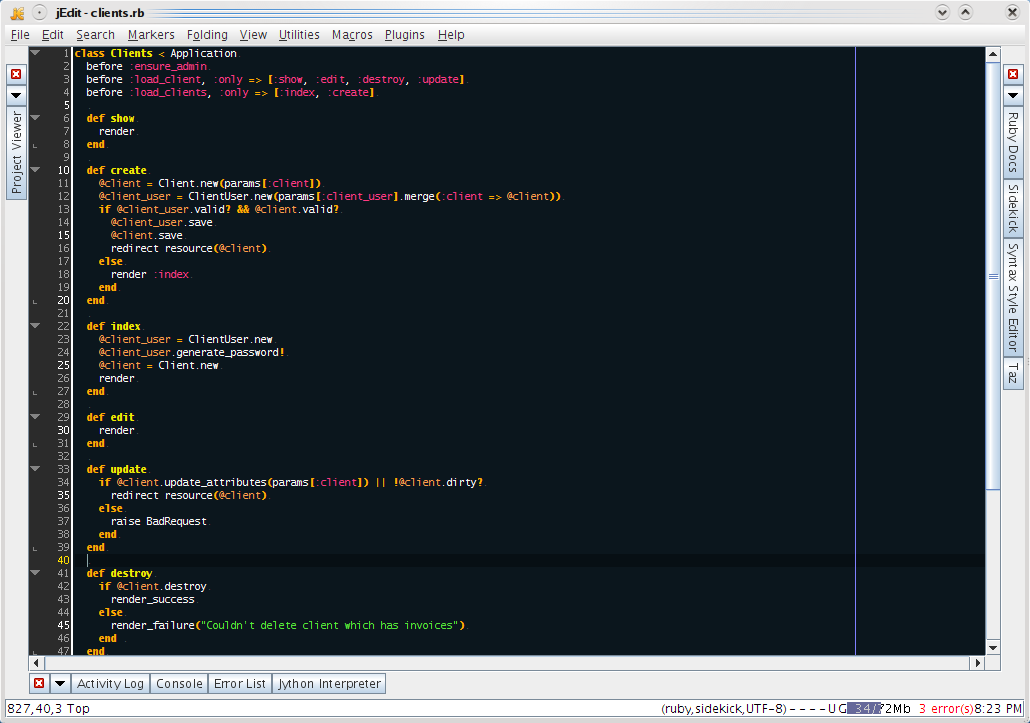 jEdit - clients.rb
File Edit Search Markers Folding View Utilities Macros Plugins Help
Project Viewer
1 class Clients < Application
2 before :ensure_admin
3 before :load_client, :only => [:show, :edit, :destroy, :update]
4 before :load_clients, :only => [:index, :create]
5
6 def show
7 render
8 end
9
10 def create
11 @client = Client.new(params[:client])
12 @client_user = ClientUser.new(params[:client_user].merge(:client => @client))
13 if @client_user.valid? && @client.valid?
14 @client_user.save
15 @client.save
16 redirect resource(@client)
17 else
18 render :index
19 end
20 end
21
22 def index
23 @client_user = ClientUser.new
24 @client_user.generate_password!
25 @client = Client.new
26 render
27 end
28
29 def edit
30 render
31 end
32
33 def update
34 if @client.update_attributes(params[:client]) || !@client.dirty?
35 redirect resource(@client)
36 else
37 raise BadRequest
38 end
39 end
40
41 def destroy
42 if @client.destroy
43 render_success
44 else
45 render_failure("Couldn't delete client which has invoices")
46 end
47 end
Ruby Docs
Sidekick
Syntax Style Editor
Taz
Activity Log Console Error List Jython Interpreter
827,40,3 Top (ruby,sidekick,UTF-8) - - - - U G 34/72Mb 3 error(s) 8:23 PM